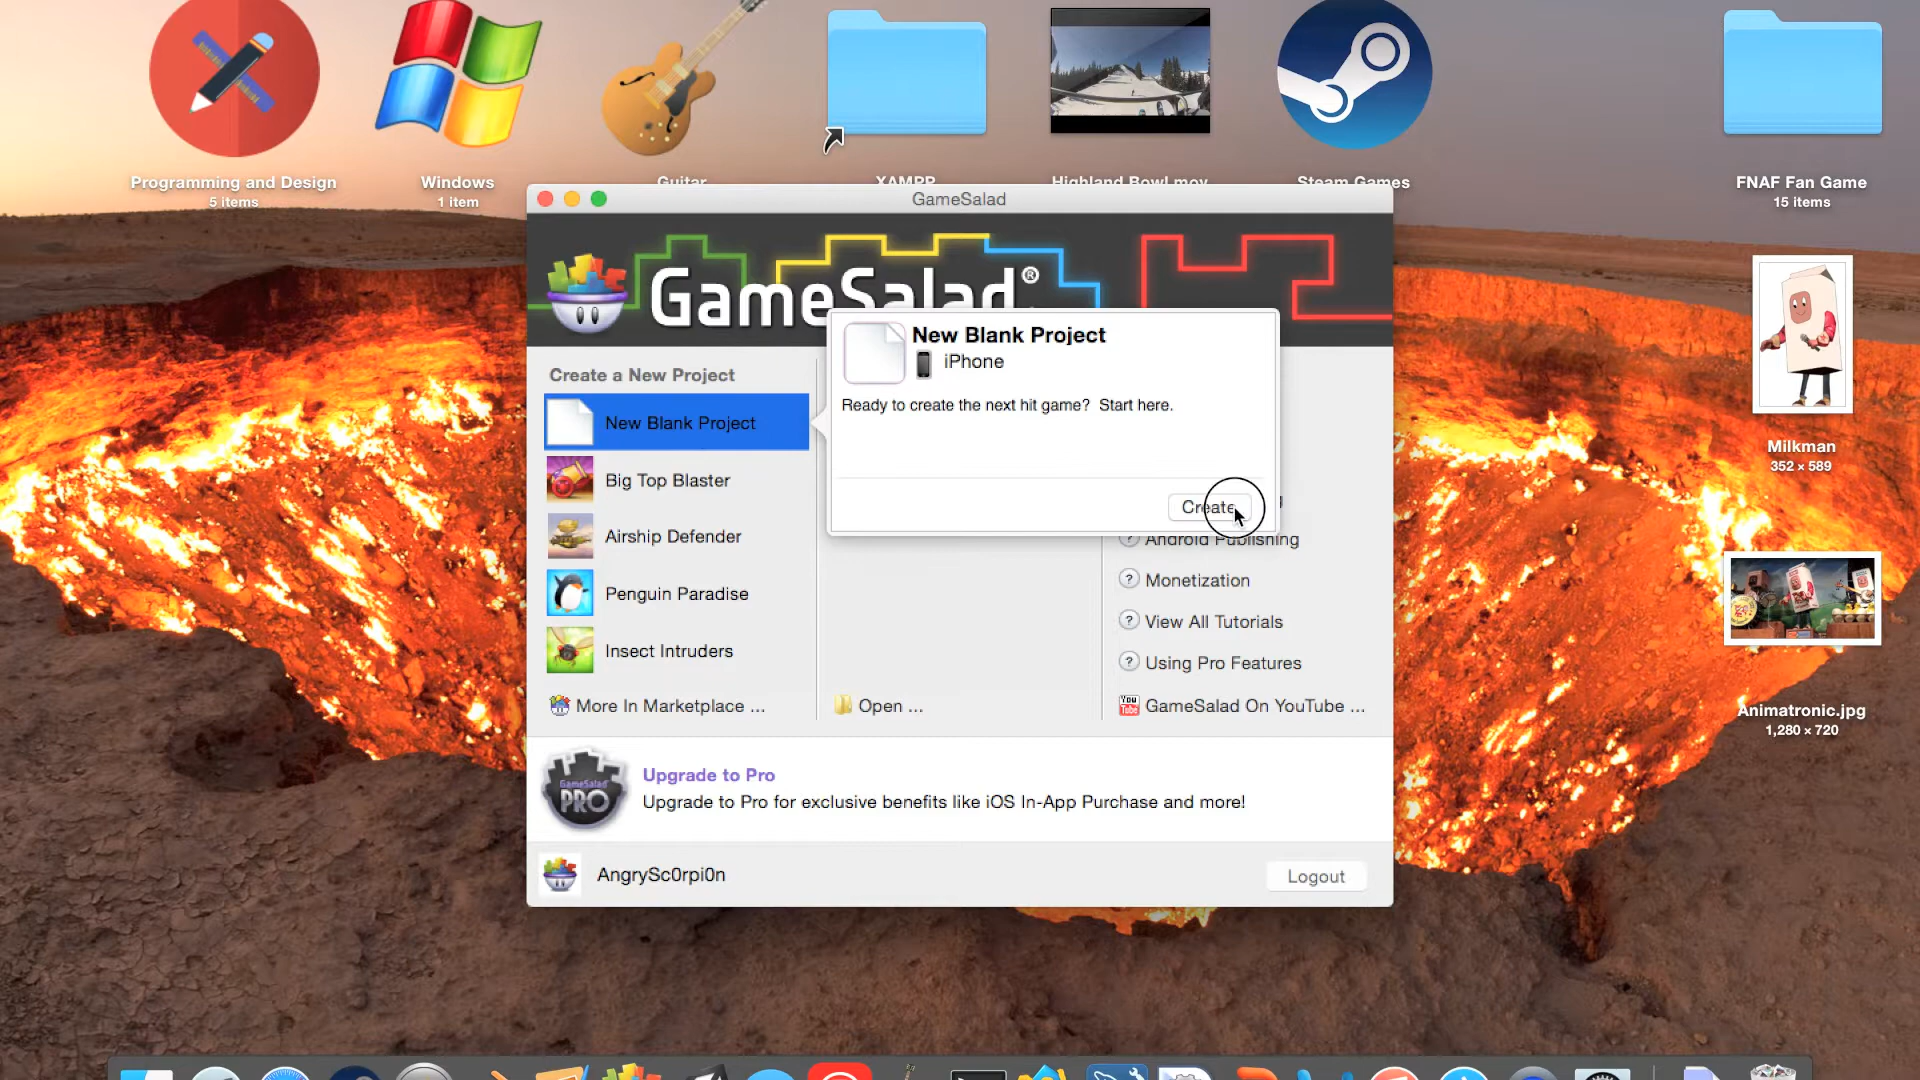 Programming and Design
5 items
Windows
1 item
Guitar
XAMPP
Highland Bowl.mov
Steam Games
FNAF Fan Game
15 items
GameSalad
GameSalad®
New Blank Project
iPhone
Ready to create the next hit game? Start here.
Create
Create a New Project
New Blank Project
Big Top Blaster
Airship Defender
Penguin Paradise
Insect Intruders
More In Marketplace ...
Open ...
Android Publishing
Monetization
View All Tutorials
Using Pro Features
You
Tube
GameSalad On YouTube ...
GameSalad
PRO
Upgrade to Pro
Upgrade to Pro for exclusive benefits like iOS In-App Purchase and more!
AngrySc0rpi0n
Logout
Milkman
352 × 589
Animatronic.jpg
1,280 × 720